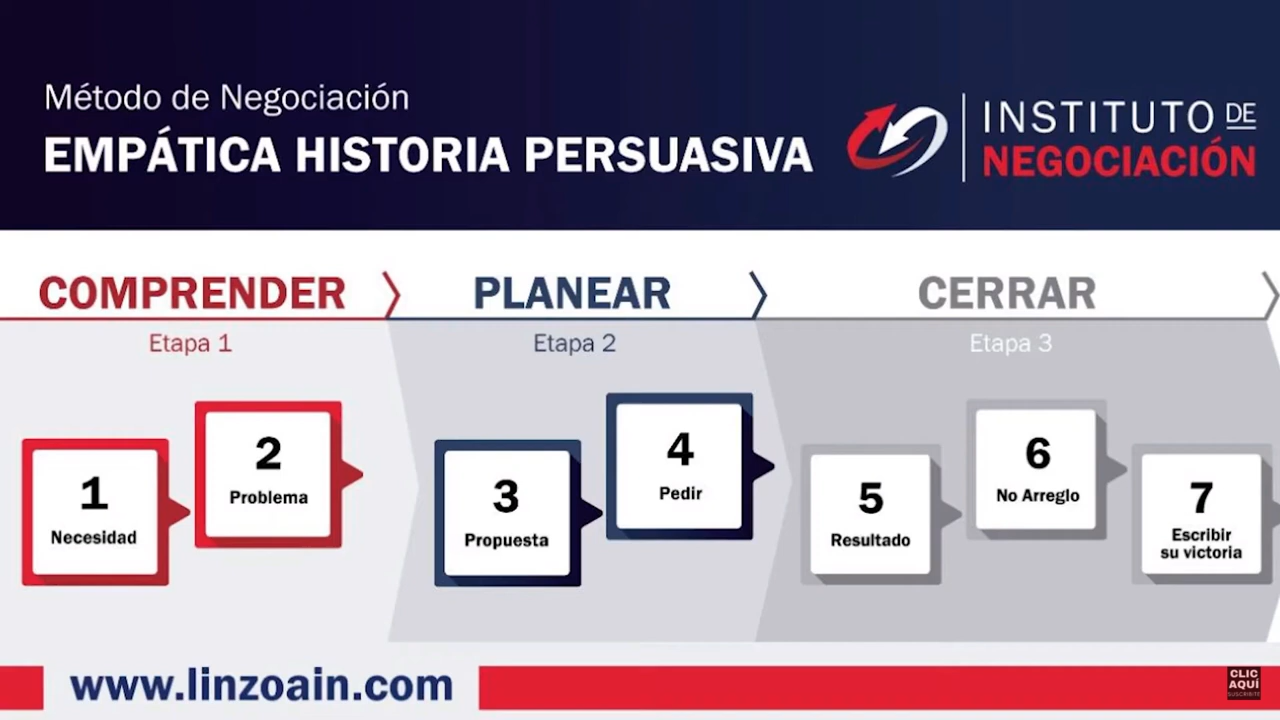 Método de Negociación
EMPÁTICA HISTORIA PERSUASIVA
INSTITUTO DE
NEGOCIACIÓN
COMPRENDER
PLANEAR
CERRAR
Etapa 1
Etapa 2
Etapa 3
1
Necesidad
2
Problema
3
Propuesta
4
Pedir
5
Resultado
6
No Arreglo
7
Escribir
su victoria
www.linzoain.com
CLIC
AQUÍ
SUSCRIBITE